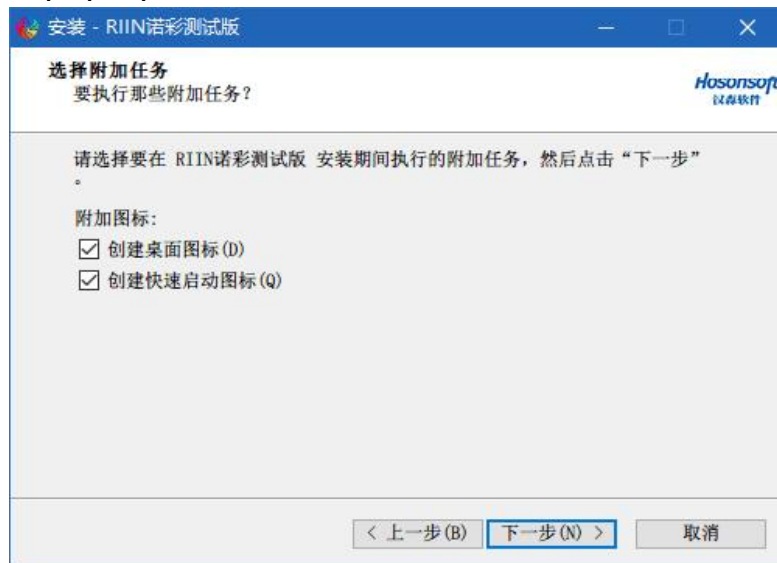 安装 - RIIN诺彩测试版
选择附加任务
要执行那些附加任务?
Hosonsoft
汉森软件
请选择要在 RIIN诺彩测试版 安装期间执行的附加任务，然后点击“下一步”
。
附加图标:
创建桌面图标(D)
创建快速启动图标(Q)
< 上一步(B) 下一步(N) > 取消